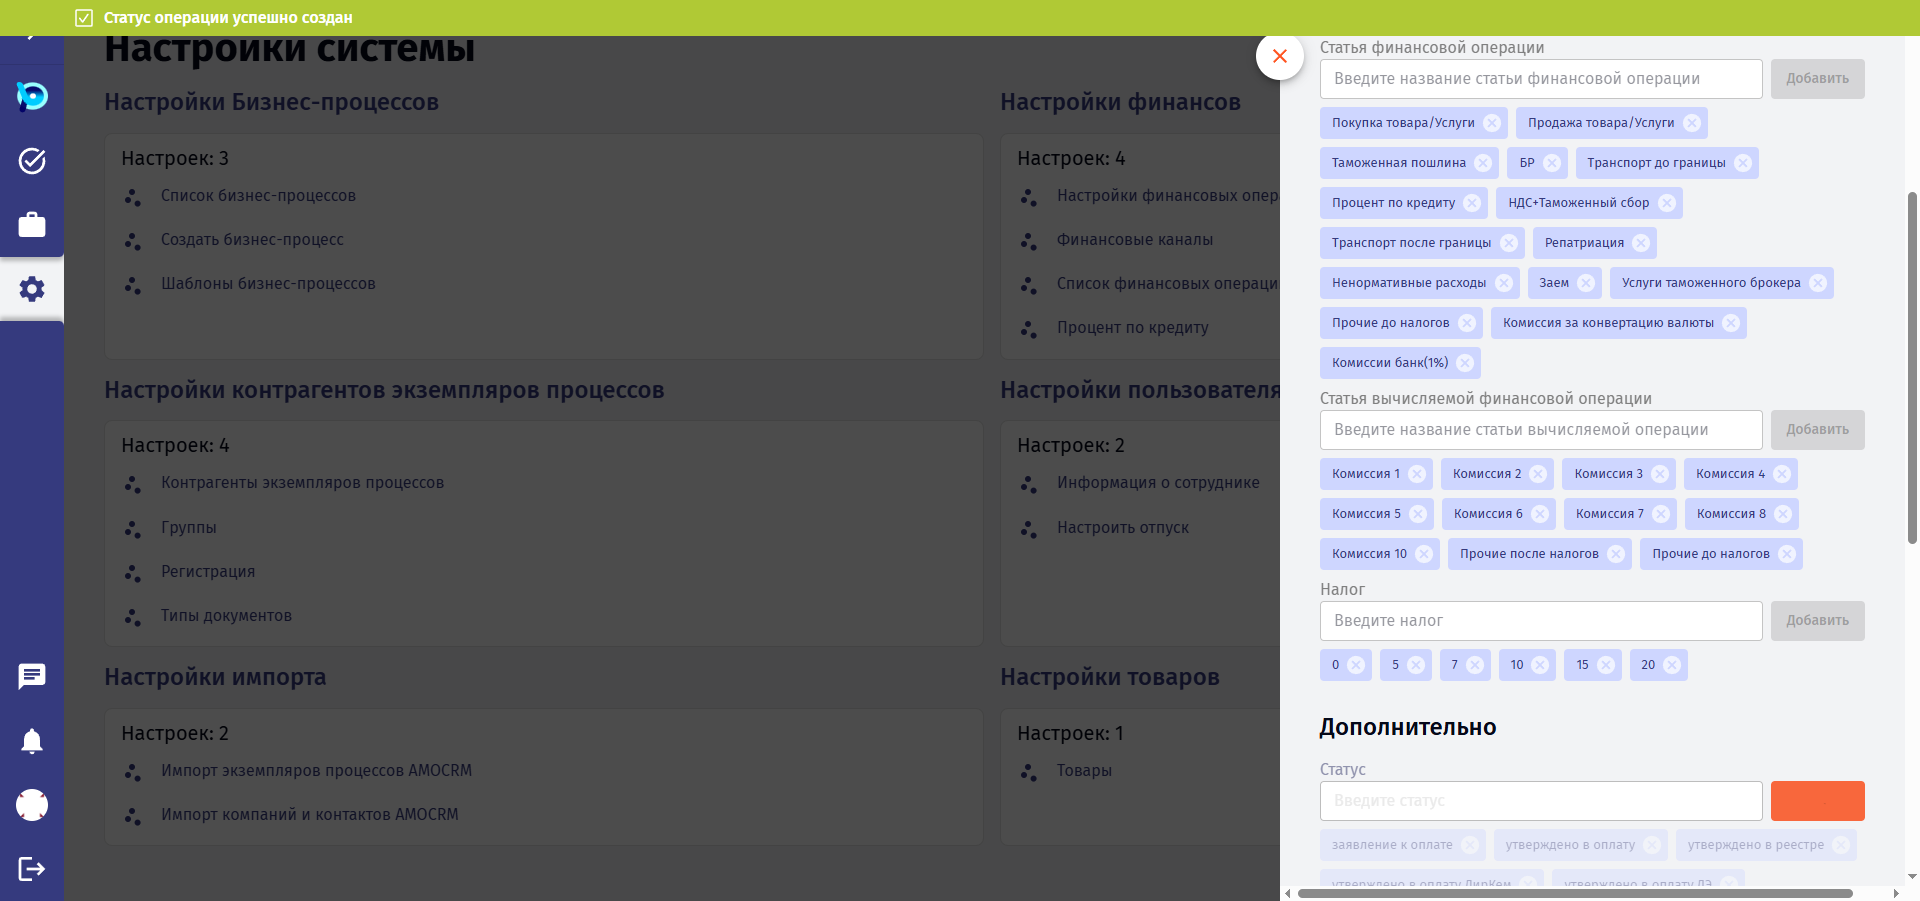 Статус операции успешно создан
Настройки системы
Настройки Бизнес-процессов
Настроек: 3
Список бизнес-процессов
Создать бизнес-процесс
Шаблоны бизнес-процессов
Настройки финансов
Настроек: 4
Настройки финансовых опер
Финансовые каналы
Список финансовых операци
Процент по кредиту
Настройки контрагентов экземпляров процессов
Настроек: 4
Контрагенты экземпляров процессов
Группы
Регистрация
Типы документов
Настройки пользователя
Настроек: 2
Информация о сотруднике
Настроить отпуск
Настройки импорта
Настроек: 2
Импорт экземпляров процессов AMOCRM
Импорт компаний и контактов AMOCRM
Настройки товаров
Настроек: 1
Товары
Статья финансовой операции
Введите название статьи финансовой операции Добавить
Покупка товара/Услуги Продажа товара/Услуги
Таможенная пошлина БР Транспорт до границы
Процент по кредиту НДС+Таможенный сбор
Транспорт после границы Репатриация
Ненормативные расходы Заем Услуги таможенного брокера
Прочие до налогов Комиссия за конвертацию валюты
Комиссии банк(1%)
Статья вычисляемой финансовой операции
Введите название статьи вычисляемой операции Добавить
Комиссия 1 Комиссия 2 Комиссия 3 Комиссия 4
Комиссия 5 Комиссия 6 Комиссия 7 Комиссия 8
Комиссия 10 Прочие после налогов Прочие до налогов
Налог
Введите налог Добавить
0 5 7 10 15 20
Дополнительно
Статус
Введите статус
заявление к оплате утверждено в оплату утверждено в реестре
утверждено в оплату ДирКем утверждено в оплату ДЭ